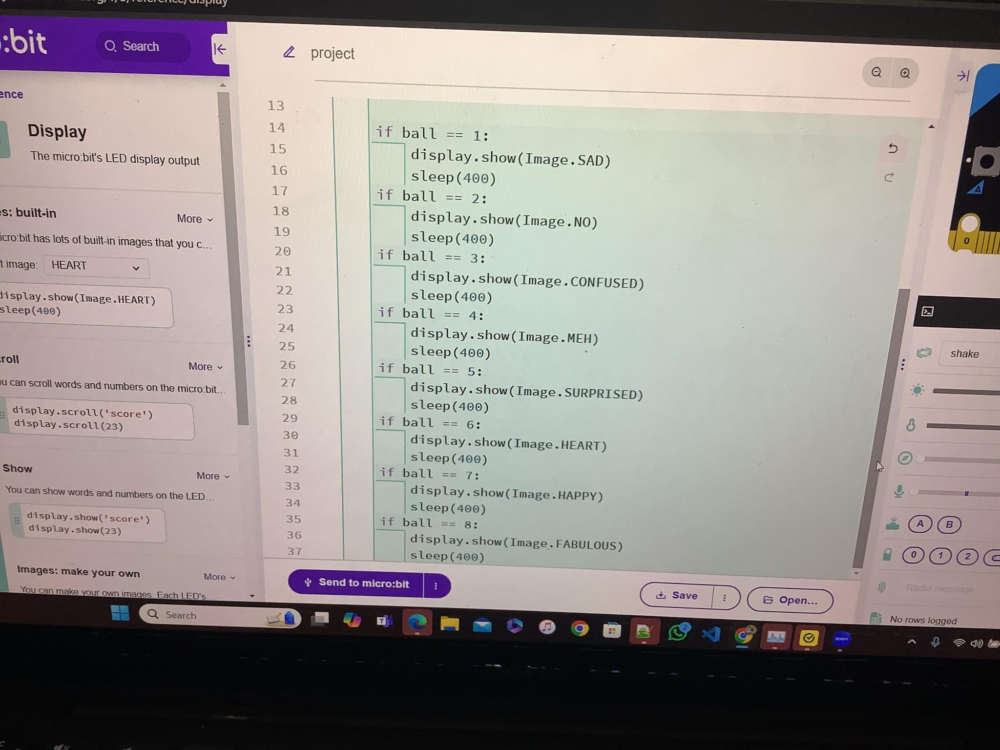 reference/display
:bit
Search
project
ence
Display
The micro:bit's LED display output
es: built-in
More
icro:bit has lots of built-in images that you c...
t image:
HEART
display.show(Image.HEART)
sleep(400)
croll
More
ou can scroll words and numbers on the micro:bit...
display.scroll('score')
display.scroll(23)
Show
More
You can show words and numbers on the LED...
display.show('score')
display.show(23)
Images: make your own
More
You can make your own images. Each LED's...
13
14 if ball == 1:
15 display.show(Image.SAD)
16 sleep(400)
17 if ball == 2:
18 display.show(Image.NO)
19 sleep(400)
20 if ball == 3:
21 display.show(Image.CONFUSED)
22 sleep(400)
23 if ball == 4:
24 display.show(Image.MEH)
25 sleep(400)
26 if ball == 5:
27 display.show(Image.SURPRISED)
28 sleep(400)
29 if ball == 6:
30 display.show(Image.HEART)
31 sleep(400)
32 if ball == 7:
33 display.show(Image.HAPPY)
34 sleep(400)
35 if ball == 8:
36 display.show(Image.FABULOUS)
37 sleep(400)
Send to micro:bit
Save
Open...
A
0
shake
A B
0 1 2
Radio message
No rows logged
Search
2
zoom